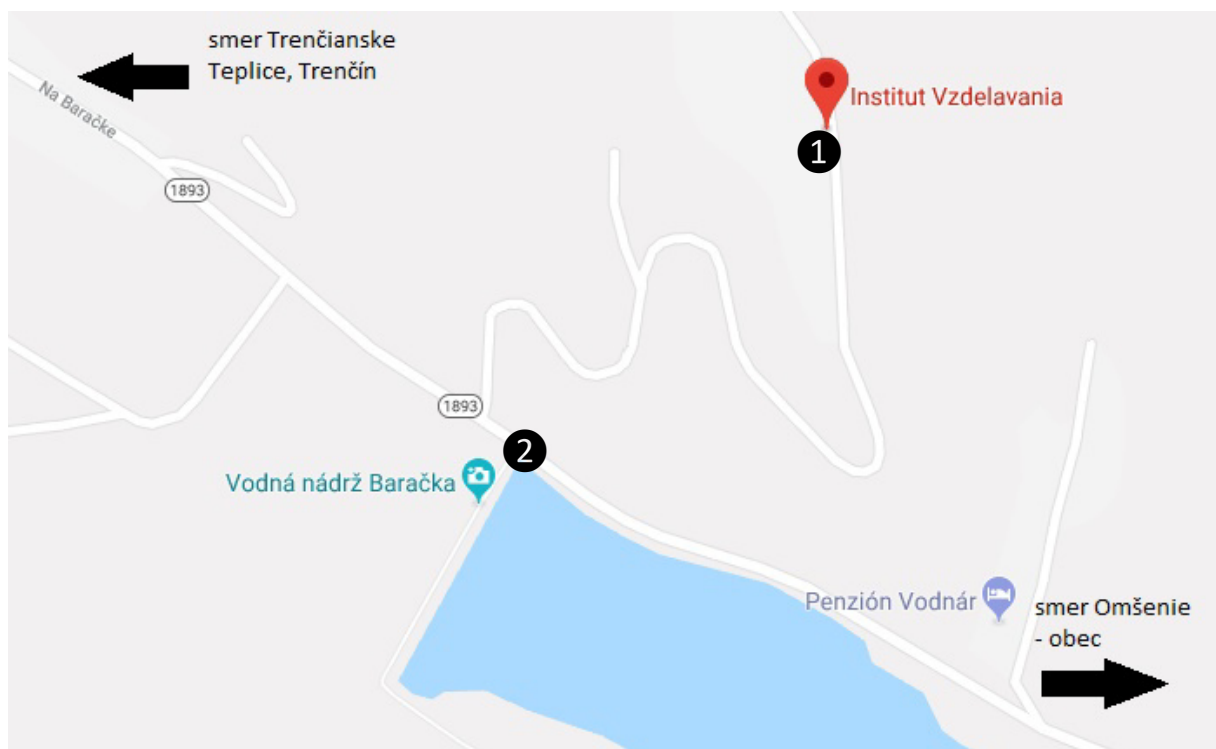 smer Trenčianske
Teplice, Trenčín
Na Baračke
Institut Vzdelavania
1
1893
1893
2
Vodná nádrž Baračka
Penzión Vodnár
smer Omšenie
- obec